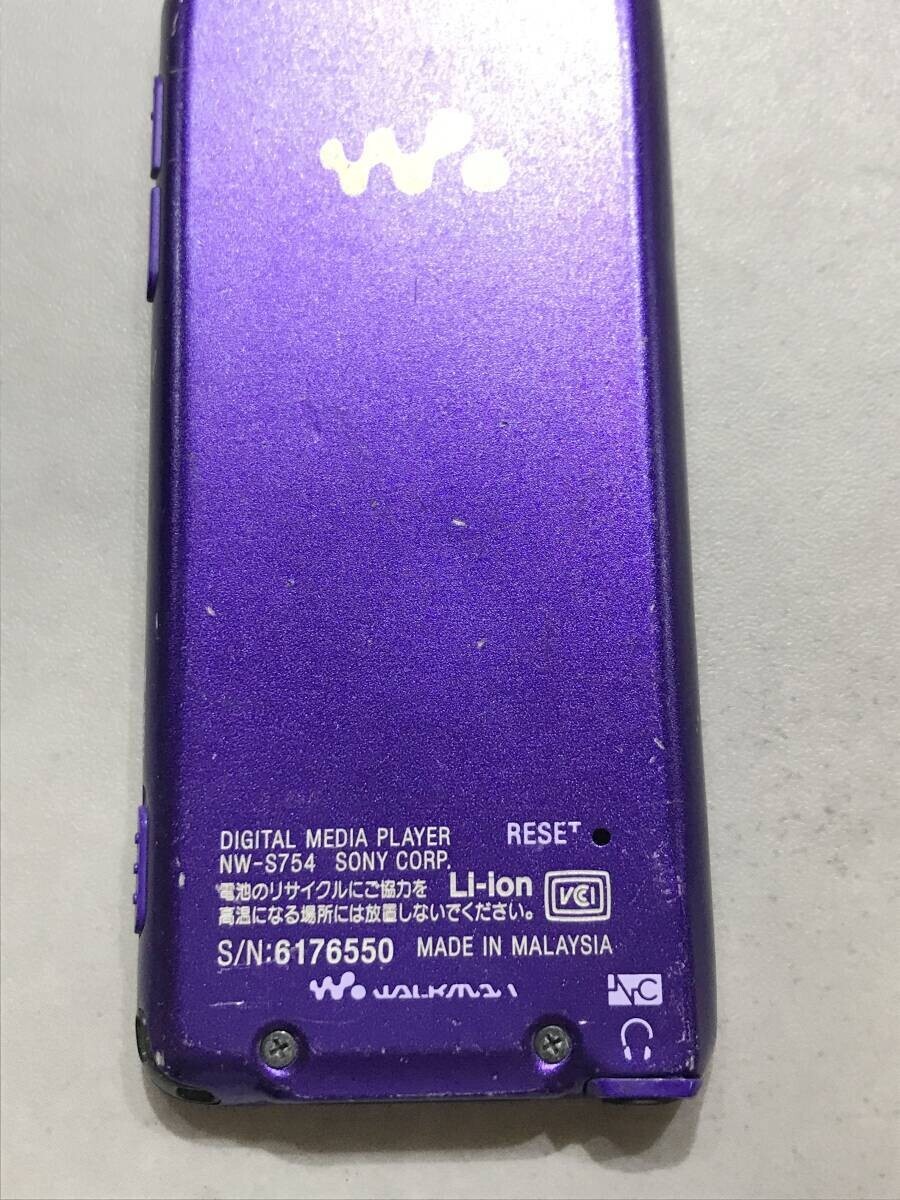 W.
DIGITAL MEDIA PLAYER RESET
NW-S754 SONY CORP.
電池のリサイクルにご協力を Li-ion VCCI
高温になる場所には放置しないでください。
S/N:6176550 MADE IN MALAYSIA
W. WALKMAN NC